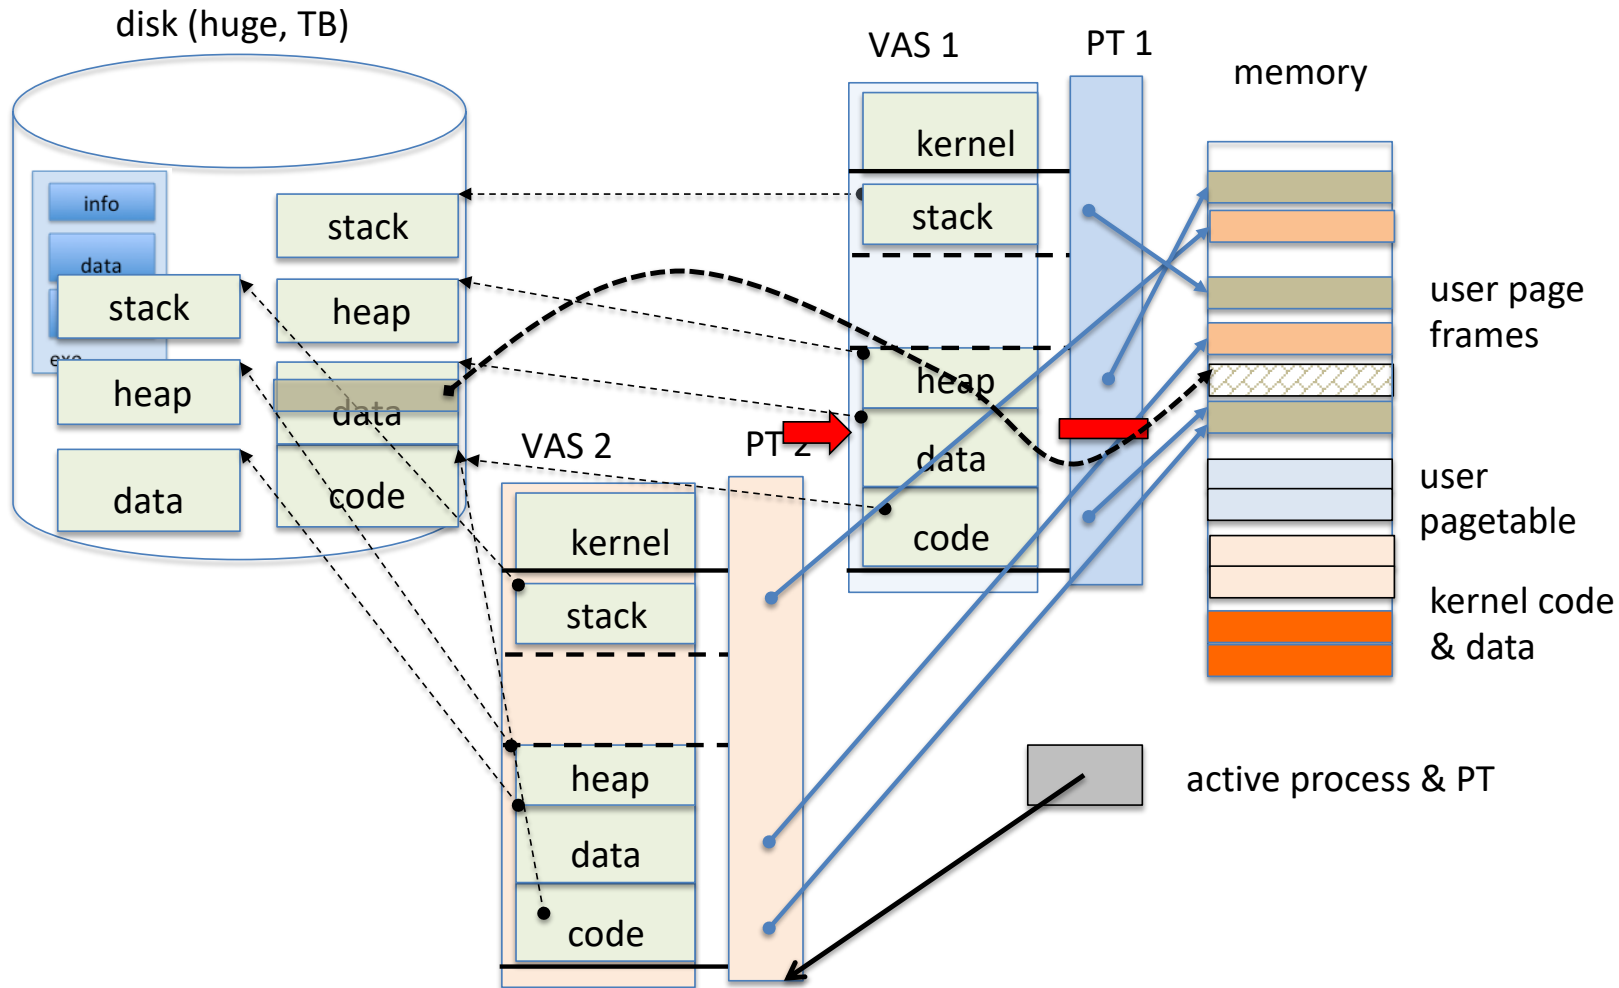 disk (huge, TB)
VAS 1
PT 1
memory
kernel
stack
info
data
stack
stack
heap
heap
data
heap
data
code
exe
data
code
VAS 2
PT 2
kernel
stack
heap
data
code
user page
frames
user
pagetable
kernel code
& data
active process & PT